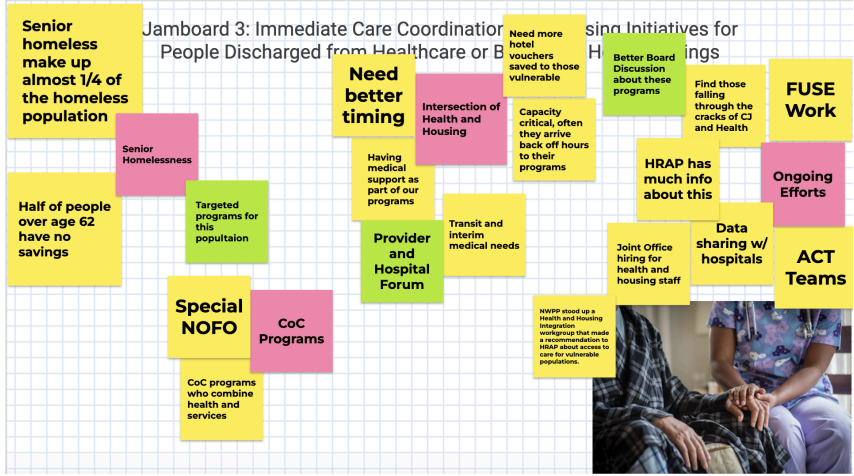 Jamboard 3: Immediate Care Coordination
sing Initiatives for
People Discharged from Healthcare or B
H
ings
Senior
homeless
make up
almost 1/4 of
the homeless
population
Senior
Homelessness
Half of people
over age 62
have no
savings
Targeted
programs for
this
popultaion
Special
NOFO
CoC
Programs
CoC programs
who combine
health and
services
Need
better
timing
Intersection of
Health and
Housing
Need more
hotel
vouchers
saved to those
vulnerable
Capacity
critical, often
they arrive
back off hours
to their
programs
Having
medical
support as
part of our
programs
Provider
and
Hospital
Forum
Transit and
interim
medical needs
Better Board
Discussion
about these
programs
Find those
falling
through the
cracks of CJ
and Health
FUSE
Work
HRAP has
much info
about this
Ongoing
Efforts
Data
sharing w/
hospitals
Joint Office
hiring for
health and
housing staff
ACT
Teams
NWPP stood up a
Health and Housing
Integration
workgroup that made
a recommendation to
HRAP about access to
care for vulnerable
populations.